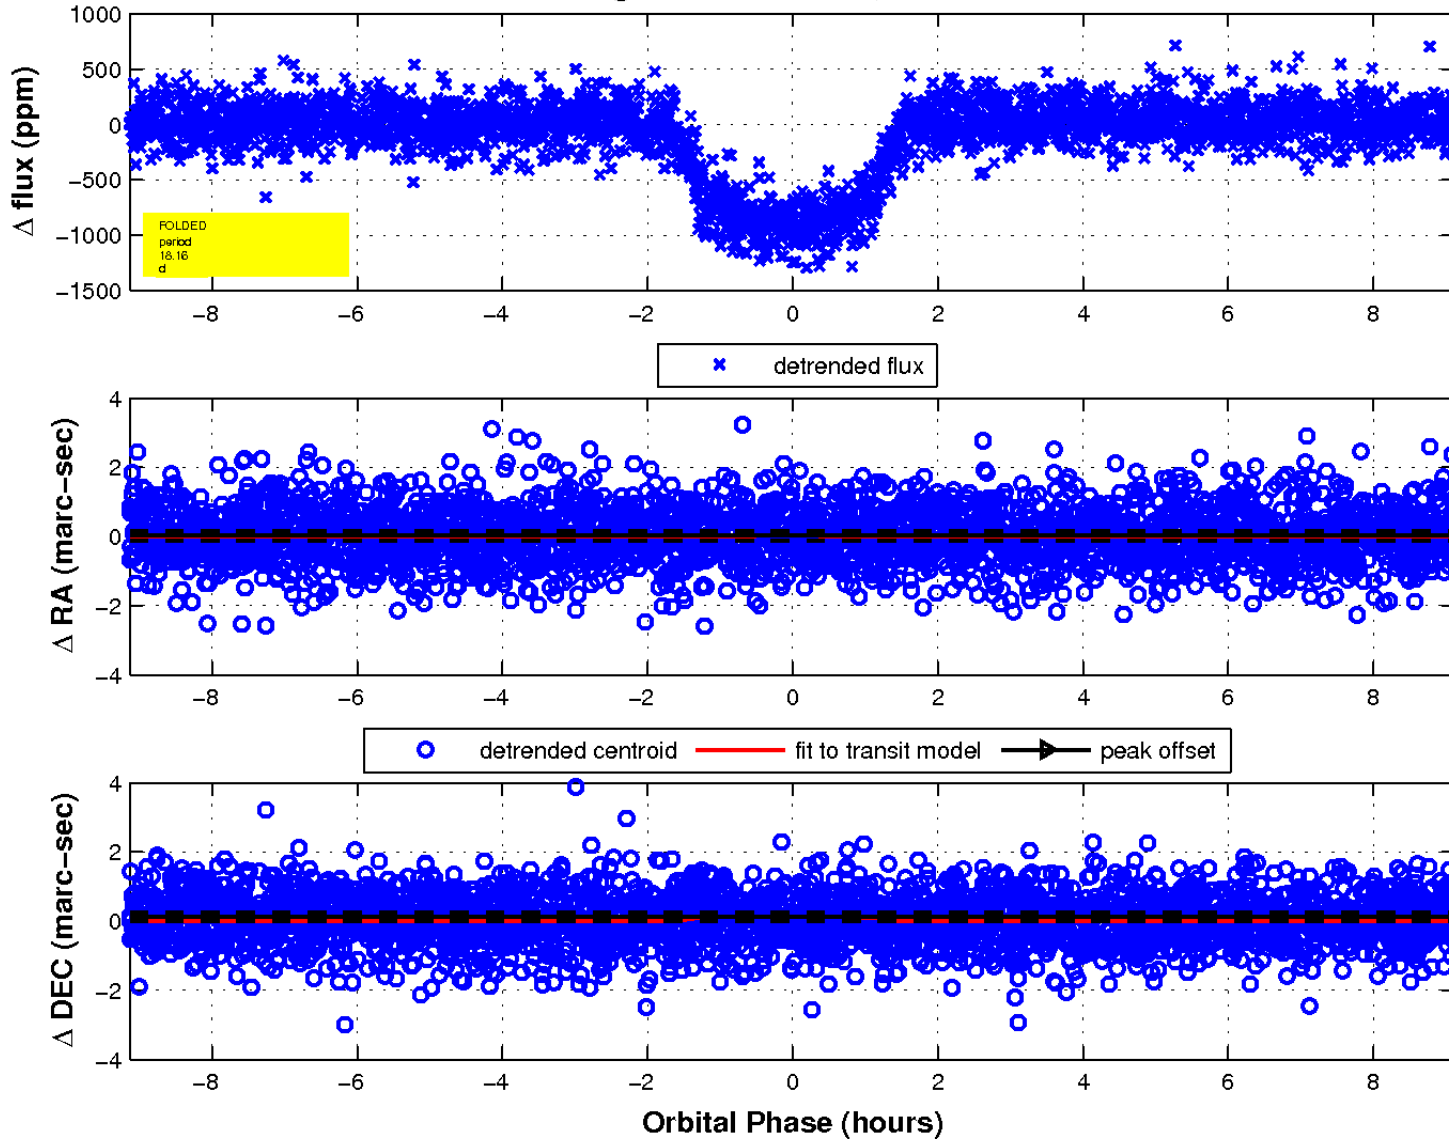 1000
500
0
−500
−1000
−1500
Δ flux (ppm)
FOLDED
period
18.16
d
−8 −6 −4 −2 0 2 4 6 8
detrended flux
4
2
0
−2
−4
Δ RA (marc−sec)
−8 −6 −4 −2 0 2 4 6 8
detrended centroid fit to transit model peak offset
4
2
0
−2
−4
Δ DEC (marc−sec)
−8 −6 −4 −2 0 2 4 6 8
Orbital Phase (hours)